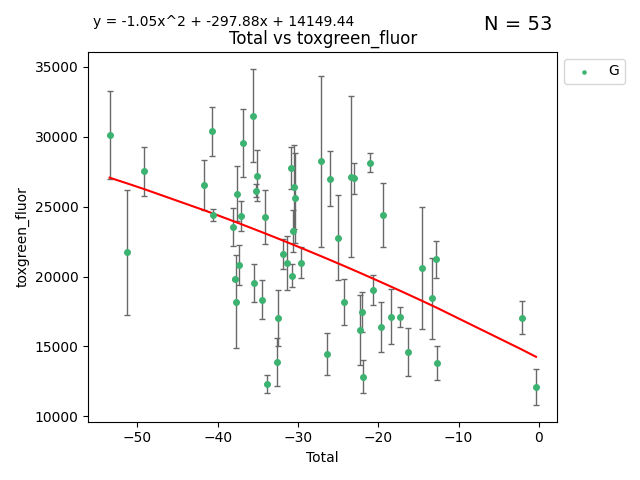 y = -1.05x^2 + -297.88x + 14149.44
N = 53
Total vs toxgreen_fluor
G
35000
30000
25000
20000
15000
10000
toxgreen_fluor
−50
−40
−30
−20
−10
0
Total